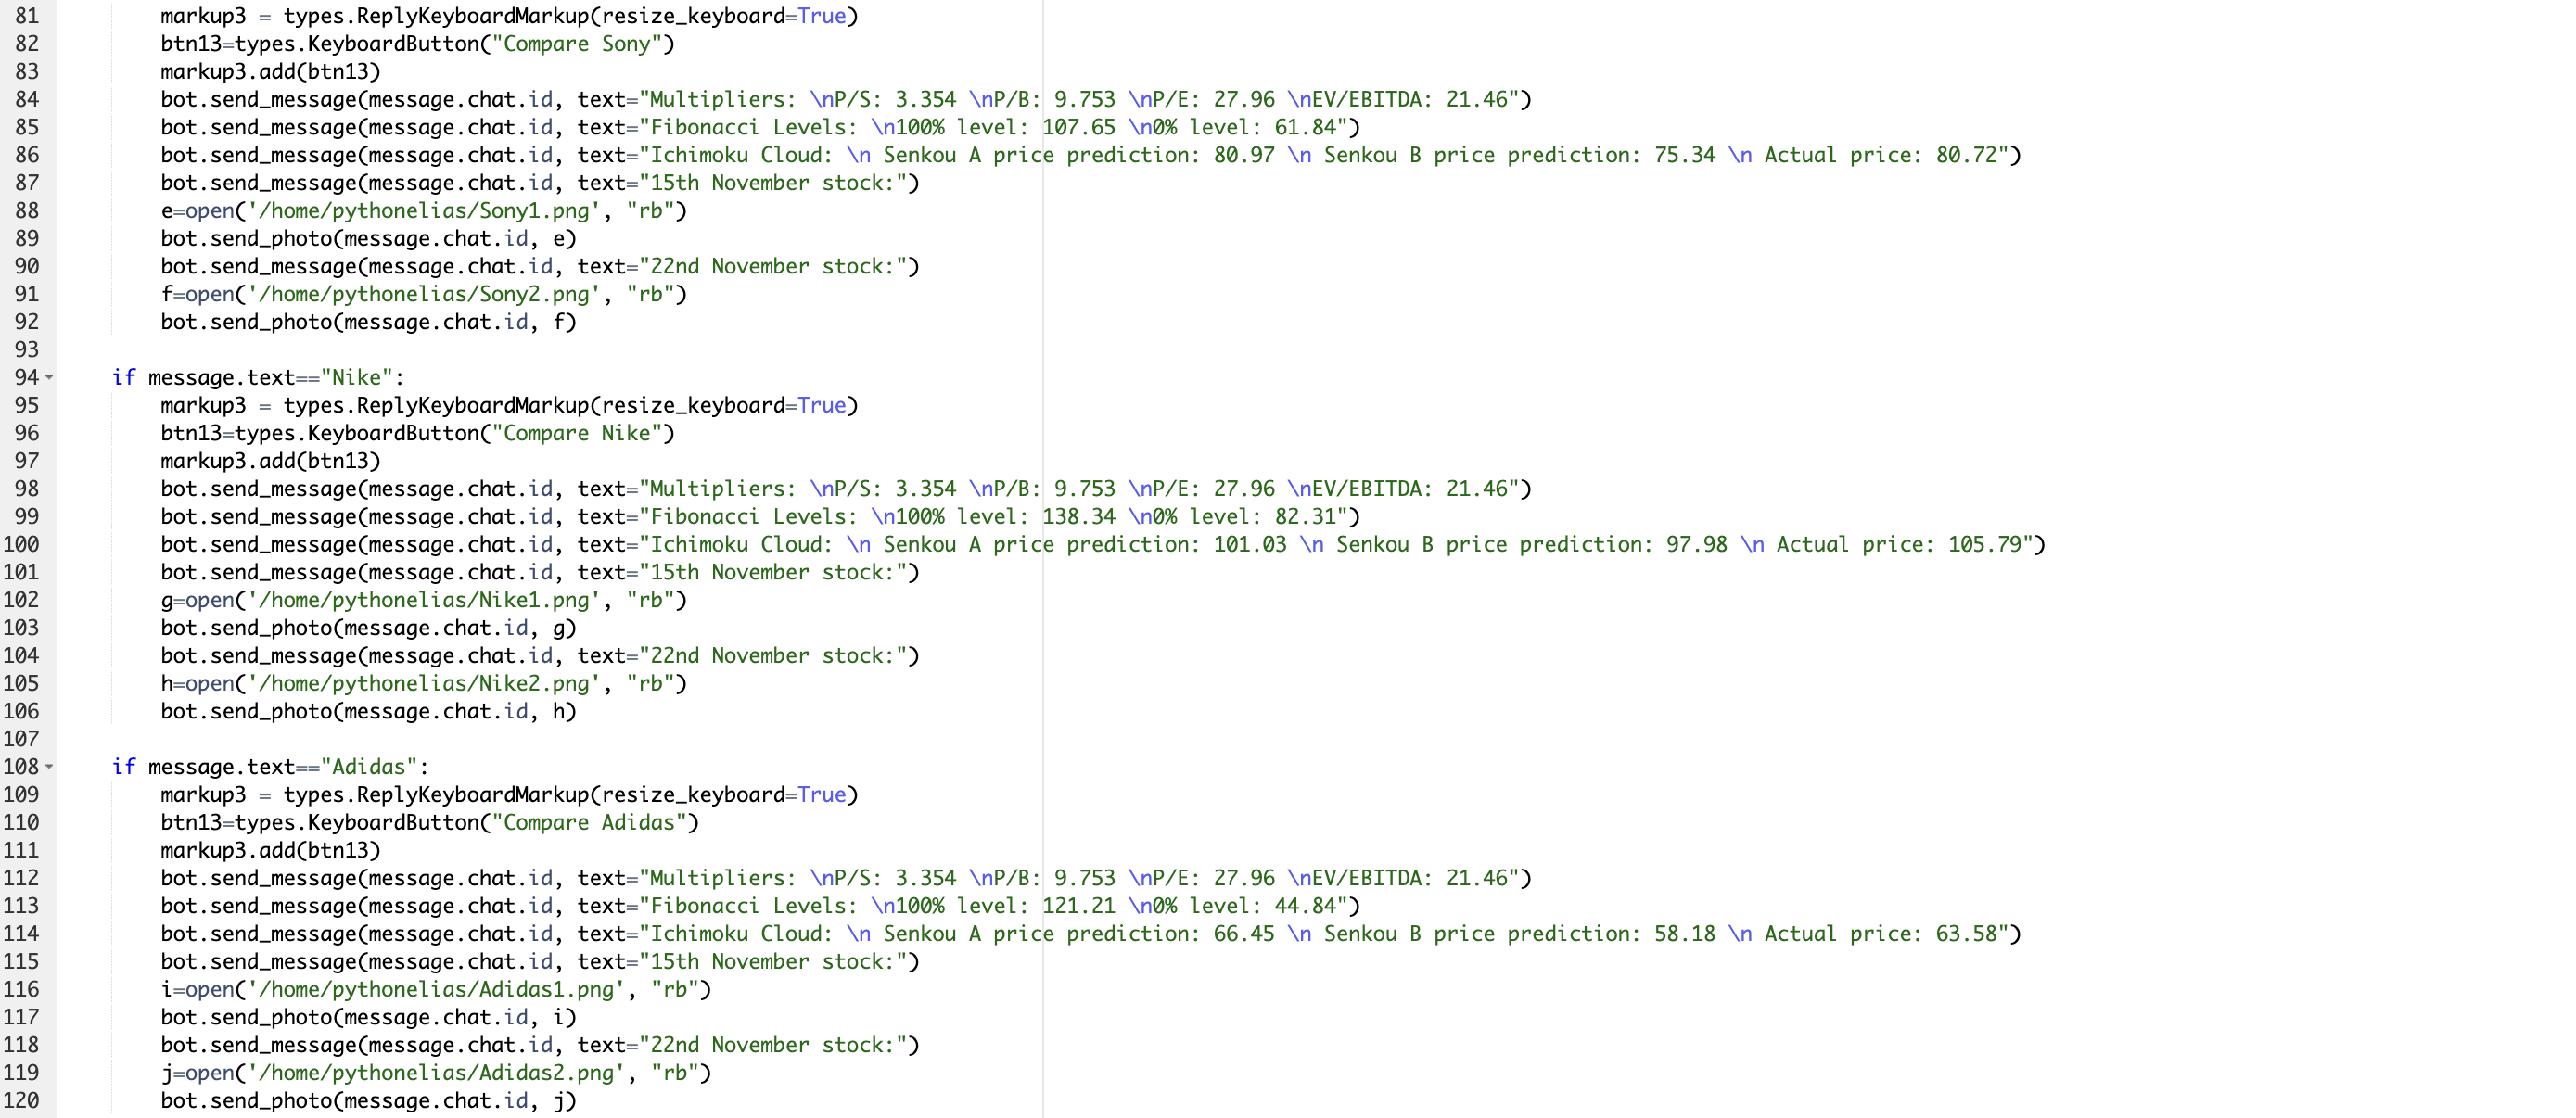 81 markup3 = types.ReplyKeyboardMarkup(resize_keyboard=True)
82 btn13=types.KeyboardButton("Compare Sony")
83 markup3.add(btn13)
84 bot.send_message(message.chat.id, text="Multipliers: \nP/S: 3.354 \nP/B: 9.753 \nP/E: 27.96 \nEV/EBITDA: 21.46")
85 bot.send_message(message.chat.id, text="Fibonacci Levels: \n100% level: 107.65 \n0% level: 61.84")
86 bot.send_message(message.chat.id, text="Ichimoku Cloud: \n Senkou A price prediction: 80.97 \n Senkou B price prediction: 75.34 \n Actual price: 80.72")
87 bot.send_message(message.chat.id, text="15th November stock:")
88 e=open('/home/pythonelias/Sony1.png', "rb")
89 bot.send_photo(message.chat.id, e)
90 bot.send_message(message.chat.id, text="22nd November stock:")
91 f=open('/home/pythonelias/Sony2.png', "rb")
92 bot.send_photo(message.chat.id, f)
93
94 if message.text=="Nike":
95 markup3 = types.ReplyKeyboardMarkup(resize_keyboard=True)
96 btn13=types.KeyboardButton("Compare Nike")
97 markup3.add(btn13)
98 bot.send_message(message.chat.id, text="Multipliers: \nP/S: 3.354 \nP/B: 9.753 \nP/E: 27.96 \nEV/EBITDA: 21.46")
99 bot.send_message(message.chat.id, text="Fibonacci Levels: \n100% level: 138.34 \n0% level: 82.31")
100 bot.send_message(message.chat.id, text="Ichimoku Cloud: \n Senkou A price prediction: 101.03 \n Senkou B price prediction: 97.98 \n Actual price: 105.79")
101 bot.send_message(message.chat.id, text="15th November stock:")
102 g=open('/home/pythonelias/Nike1.png', "rb")
103 bot.send_photo(message.chat.id, g)
104 bot.send_message(message.chat.id, text="22nd November stock:")
105 h=open('/home/pythonelias/Nike2.png', "rb")
106 bot.send_photo(message.chat.id, h)
107
108 if message.text=="Adidas":
109 markup3 = types.ReplyKeyboardMarkup(resize_keyboard=True)
110 btn13=types.KeyboardButton("Compare Adidas")
111 markup3.add(btn13)
112 bot.send_message(message.chat.id, text="Multipliers: \nP/S: 3.354 \nP/B: 9.753 \nP/E: 27.96 \nEV/EBITDA: 21.46")
113 bot.send_message(message.chat.id, text="Fibonacci Levels: \n100% level: 121.21 \n0% level: 44.84")
114 bot.send_message(message.chat.id, text="Ichimoku Cloud: \n Senkou A price prediction: 66.45 \n Senkou B price prediction: 58.18 \n Actual price: 63.58")
115 bot.send_message(message.chat.id, text="15th November stock:")
116 i=open('/home/pythonelias/Adidas1.png', "rb")
117 bot.send_photo(message.chat.id, i)
118 bot.send_message(message.chat.id, text="22nd November stock:")
119 j=open('/home/pythonelias/Adidas2.png', "rb")
120 bot.send_photo(message.chat.id, j)